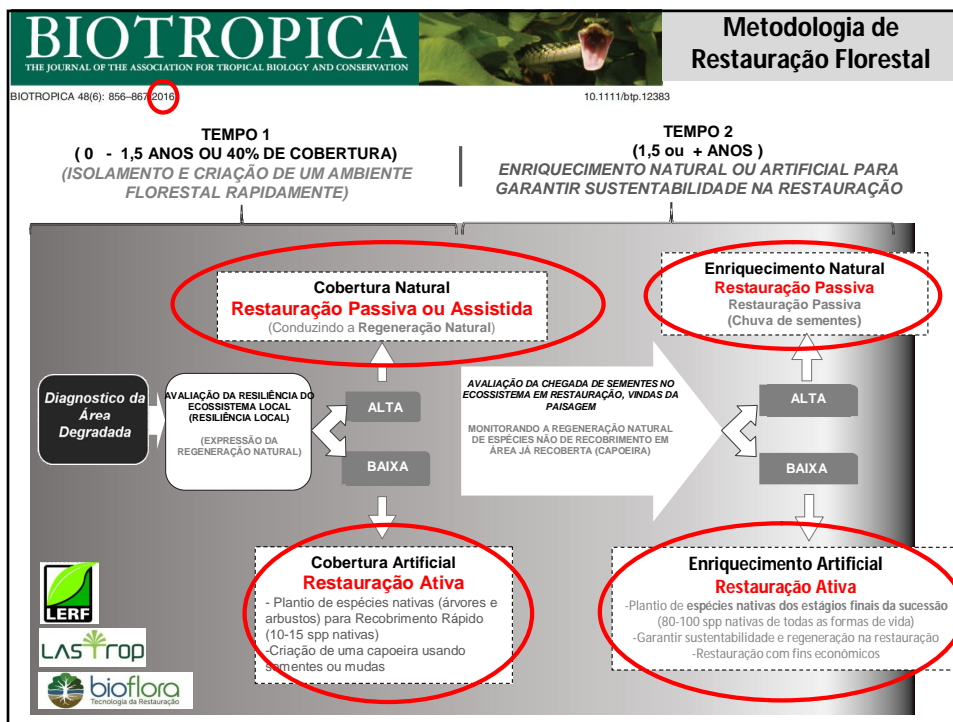 BIOTROPICA
THE JOURNAL OF THE ASSOCIATION FOR TROPICAL BIOLOGY AND CONSERVATION
Metodologia de
Restauração Florestal
BIOTROPICA 48(6): 856–867 2016
10.1111/btp.12383
TEMPO 1
( 0 - 1,5 ANOS OU 40% DE COBERTURA)
(ISOLAMENTO E CRIAÇÃO DE UM AMBIENTE
FLORESTAL RAPIDAMENTE)
TEMPO 2
(1,5 ou + ANOS )
ENRIQUECIMENTO NATURAL OU ARTIFICIAL PARA
GARANTIR SUSTENTABILIDADE NA RESTAURAÇÃO
Cobertura Natural
Restauração Passiva ou Assistida
(Conduzindo a Regeneração Natural)
Enriquecimento Natural
Restauração Passiva
Restauração Passiva
(Chuva de sementes)
Diagnostico da
Área
Degradada
AVALIAÇÃO DA RESILIÊNCIA DO
ECOSSISTEMA LOCAL
(RESILIÊNCIA LOCAL)
(EXPRESSÃO DA
REGENERAÇÃO NATURAL)
ALTA
BAIXA
AVALIAÇÃO DA CHEGADA DE SEMENTES NO
ECOSSISTEMA EM RESTAURAÇÃO, VINDAS DA
PAISAGEM
MONITORANDO A REGENERAÇÃO NATURAL
DE ESPÉCIES NÃO DE RECOBRIMENTO EM
ÁREA JÁ RECOBERTA (CAPOEIRA)
ALTA
BAIXA
Cobertura Artificial
Restauração Ativa
- Plantio de espécies nativas (árvores e
arbustos) para Recobrimento Rápido
(10-15 spp nativas)
-Criação de uma capoeira usando
sementes ou mudas
Enriquecimento Artificial
Restauração Ativa
-Plantio de espécies nativas dos estágios finais da sucessão
(80-100 spp nativas de todas as formas de vida)
-Garantir sustentabilidade e regeneração na restauração
-Restauração com fins econômicos
LERF
LASTROP
bioflora
Tecnologia da Restauração